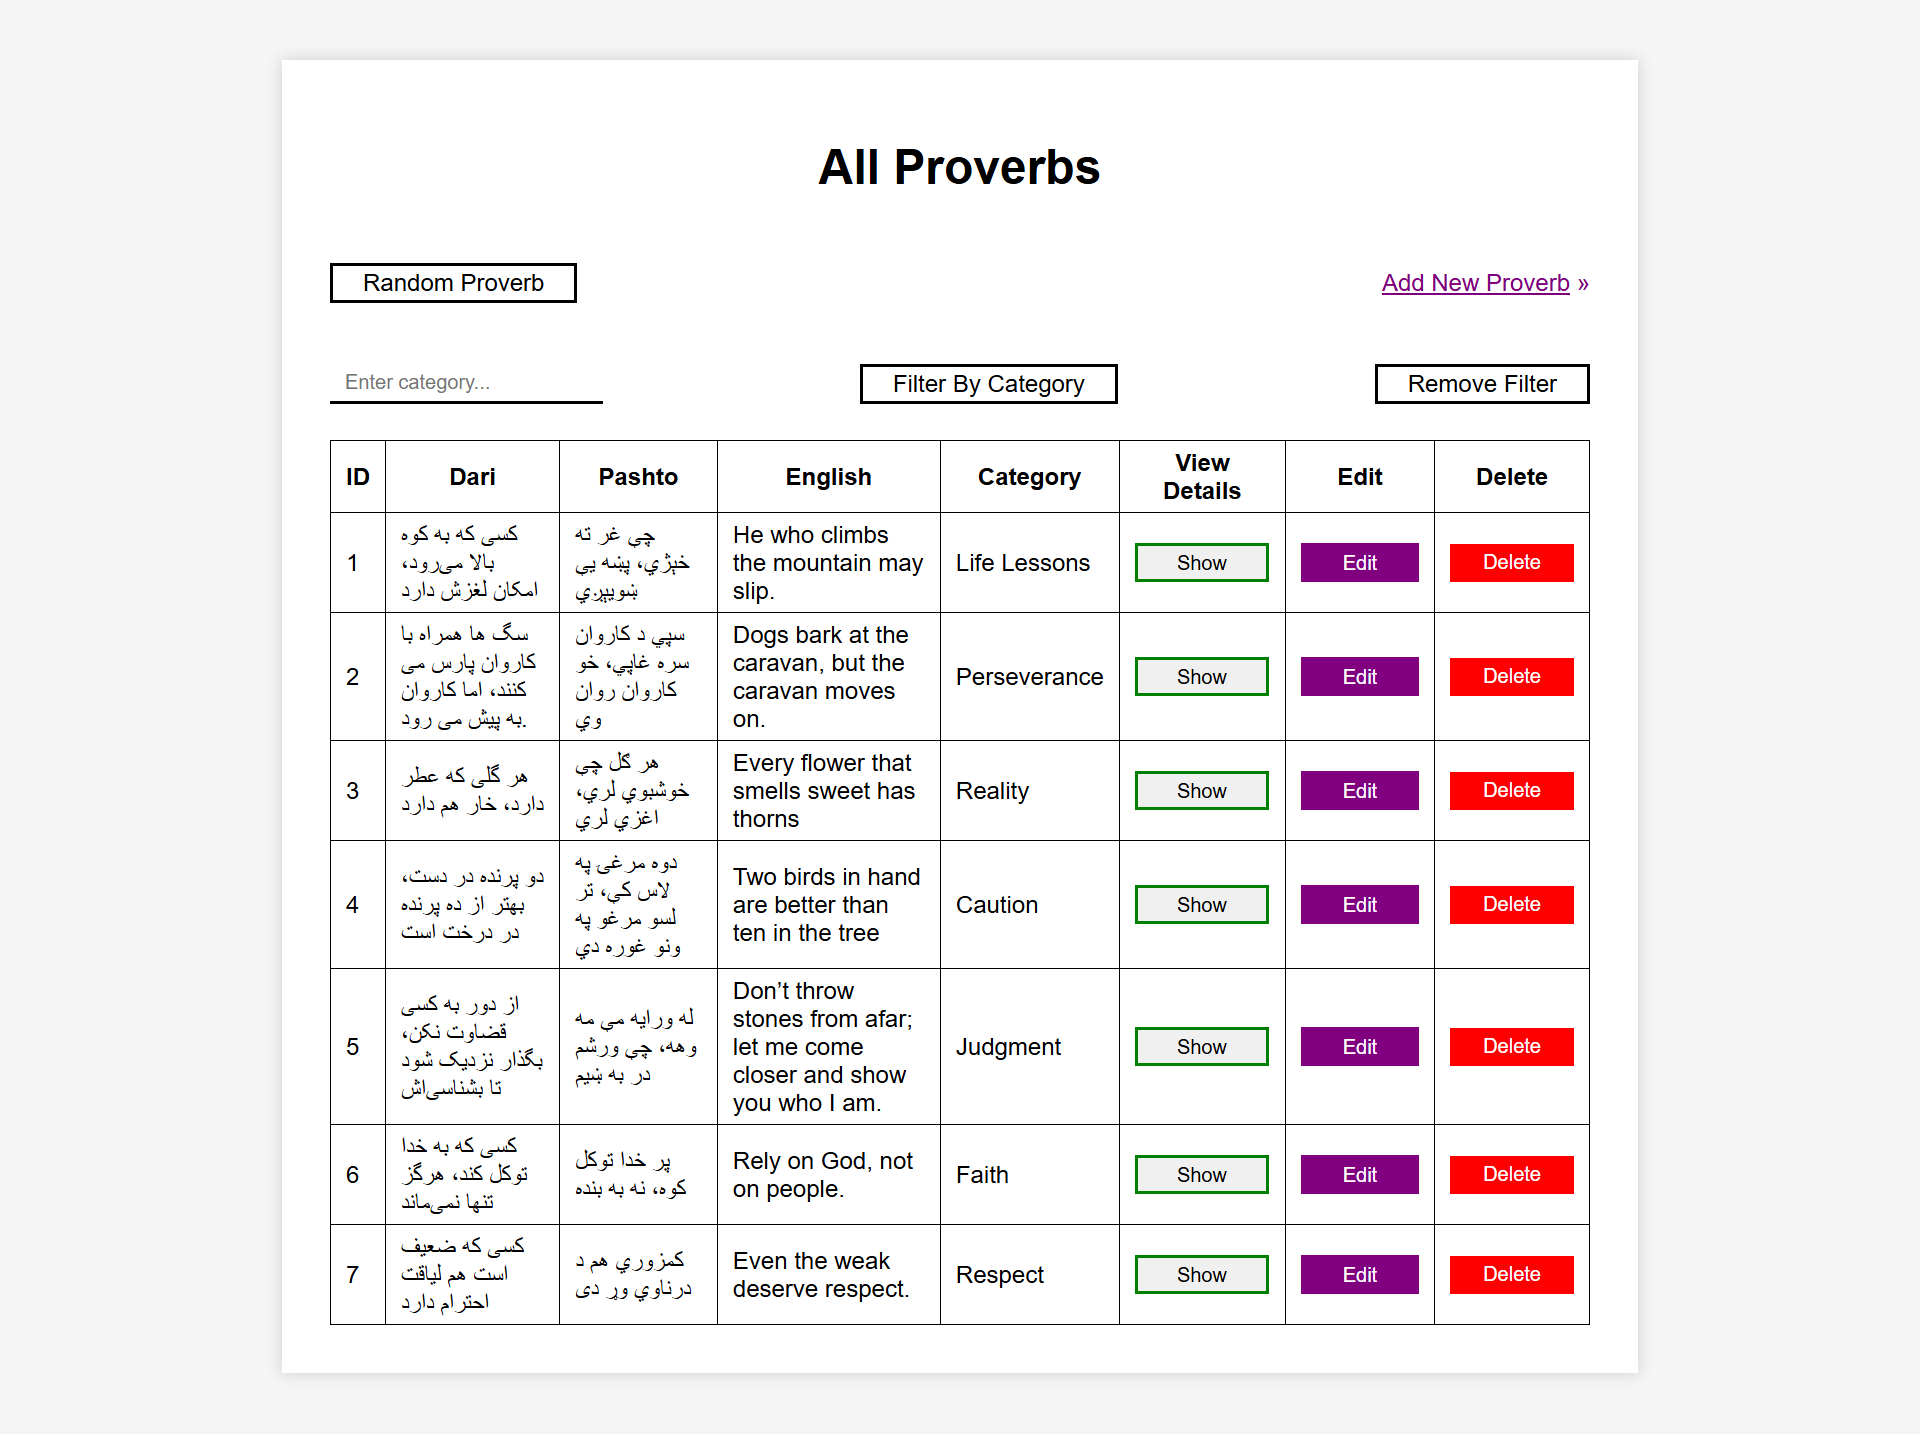 All Proverbs
Random Proverb
Add New Proverb »
Enter category...
Filter By Category
Remove Filter
ID
Dari
Pashto
English
Category
View
Details
Edit
Delete
1
کسی که به کوه
بالا می‌رود،
امکان لغزش دارد
چې غر ته
خېژي، پښه يې
ښويېږي
He who climbs
the mountain may
slip.
Life Lessons
Show
Edit
Delete
2
سگ ها همراه با
کاروان پارس می
کنند، اما کاروان
به پیش می رود.
سپي د کاروان
سره غاپي، خو
کاروان روان
وي
Dogs bark at the
caravan, but the
caravan moves
on.
Perseverance
Show
Edit
Delete
3
هر گلی که عطر
دارد، خار هم دارد
هر ګل چې
خوشبوي لري،
اغزي لري
Every flower that
smells sweet has
thorns
Reality
Show
Edit
Delete
4
دو پرنده در دست،
بهتر از ده پرنده
در درخت است
دوه مرغۍ په
لاس کې، تر
لسو مرغو په
ونو غوره دي
Two birds in hand
are better than
ten in the tree
Caution
Show
Edit
Delete
5
از دور به کسی
قضاوت نکن،
بگذار نزدیک شود
تا بشناسی‌اش
له ورايه مې مه
وهه، چې ورشم
در به ښيم
Don’t throw
stones from afar;
let me come
closer and show
you who I am.
Judgment
Show
Edit
Delete
6
کسی که به خدا
توکل کند، هرگز
تنها نمی‌ماند
پر خدا توکل
کوه، نه به بنده
Rely on God, not
on people.
Faith
Show
Edit
Delete
7
کسی که ضعیف
است هم لیاقت
احترام دارد
کمزوري هم د
درناوي وړ دی
Even the weak
deserve respect.
Respect
Show
Edit
Delete